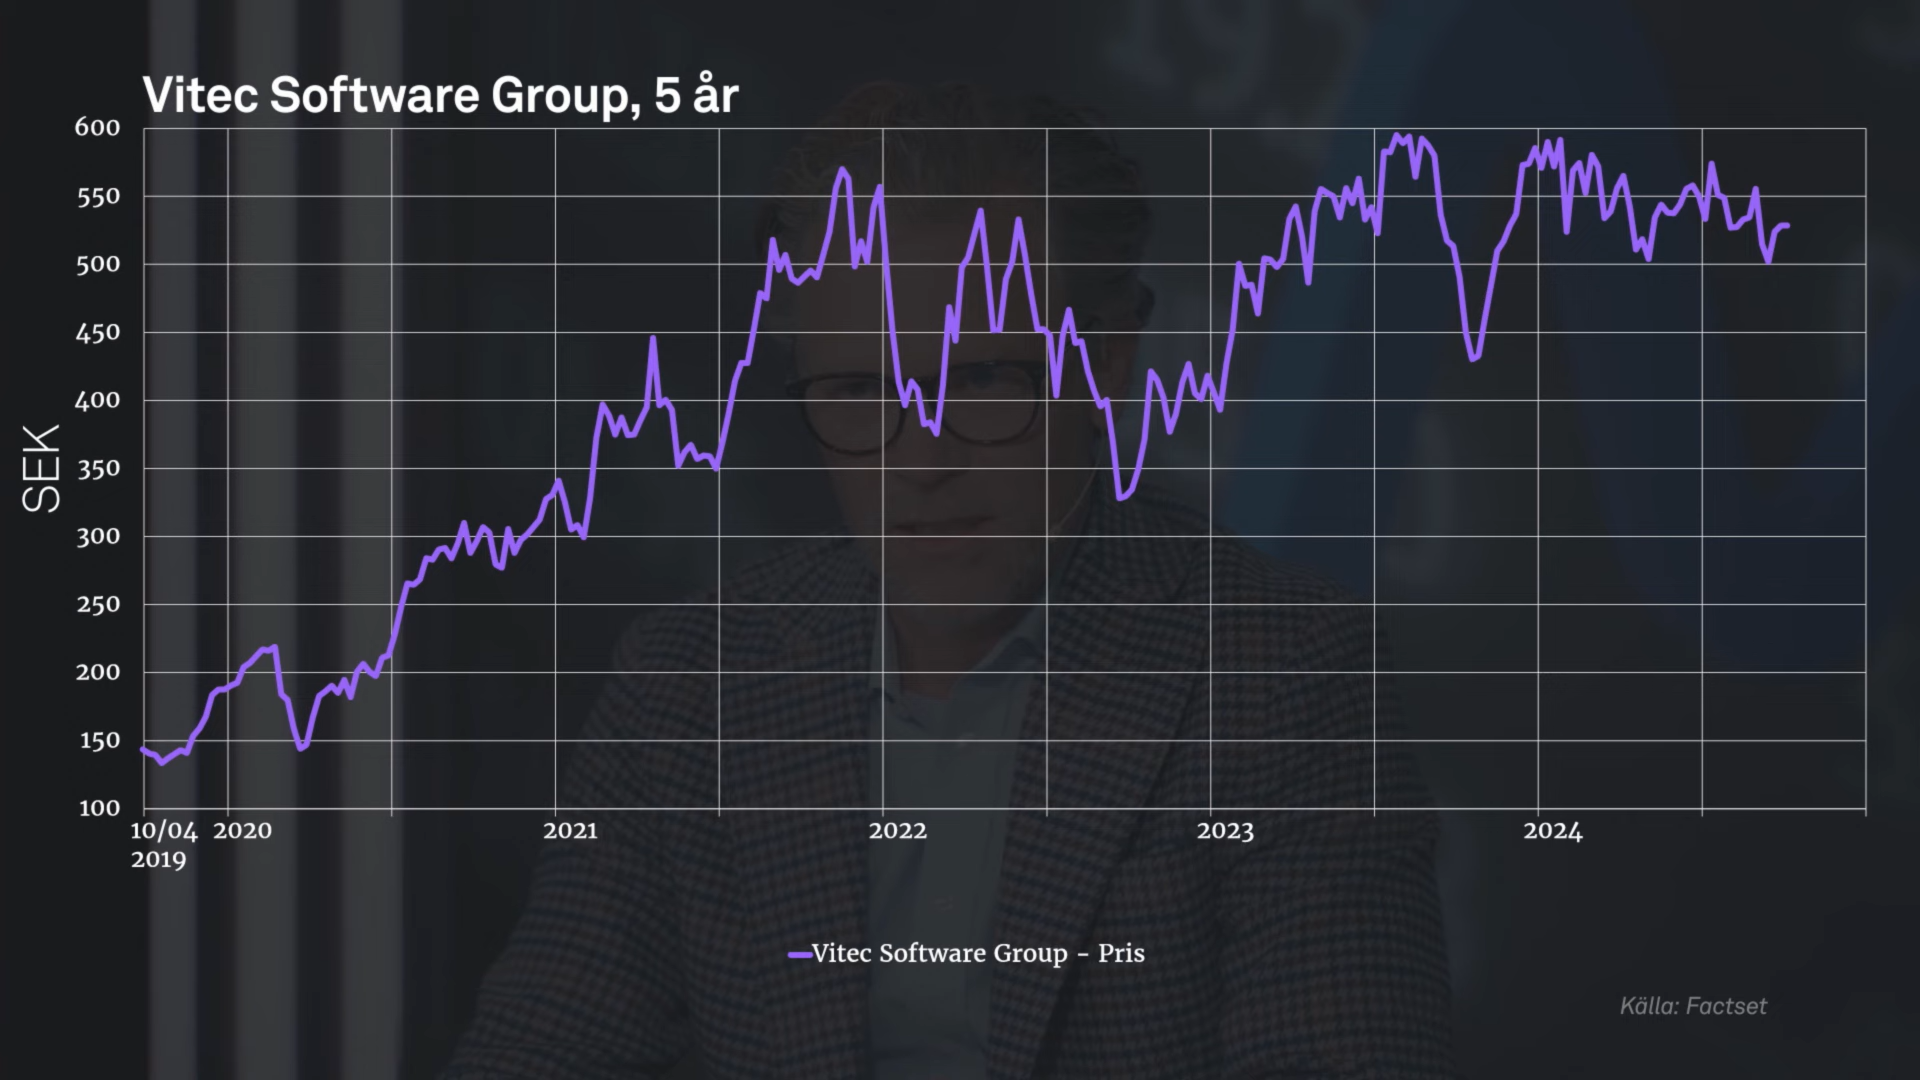 Vitec Software Group, 5 år
600
550
500
450
400
350
300
250
200
150
100
SEK
10/04 2020 2021 2022 2023 2024
2019
Vitec Software Group - Pris
Källa: Factset